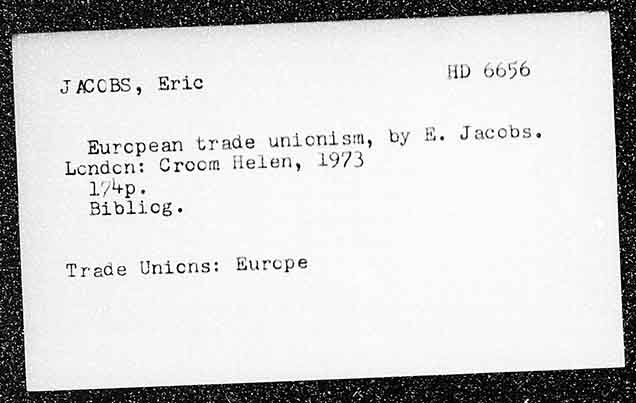 JACOBS, Eric HD 6656
European trade unionism, by E. Jacobs.
London: Croom Helen, 1973
174p.
Bibliog.
Trade Unions: Europe